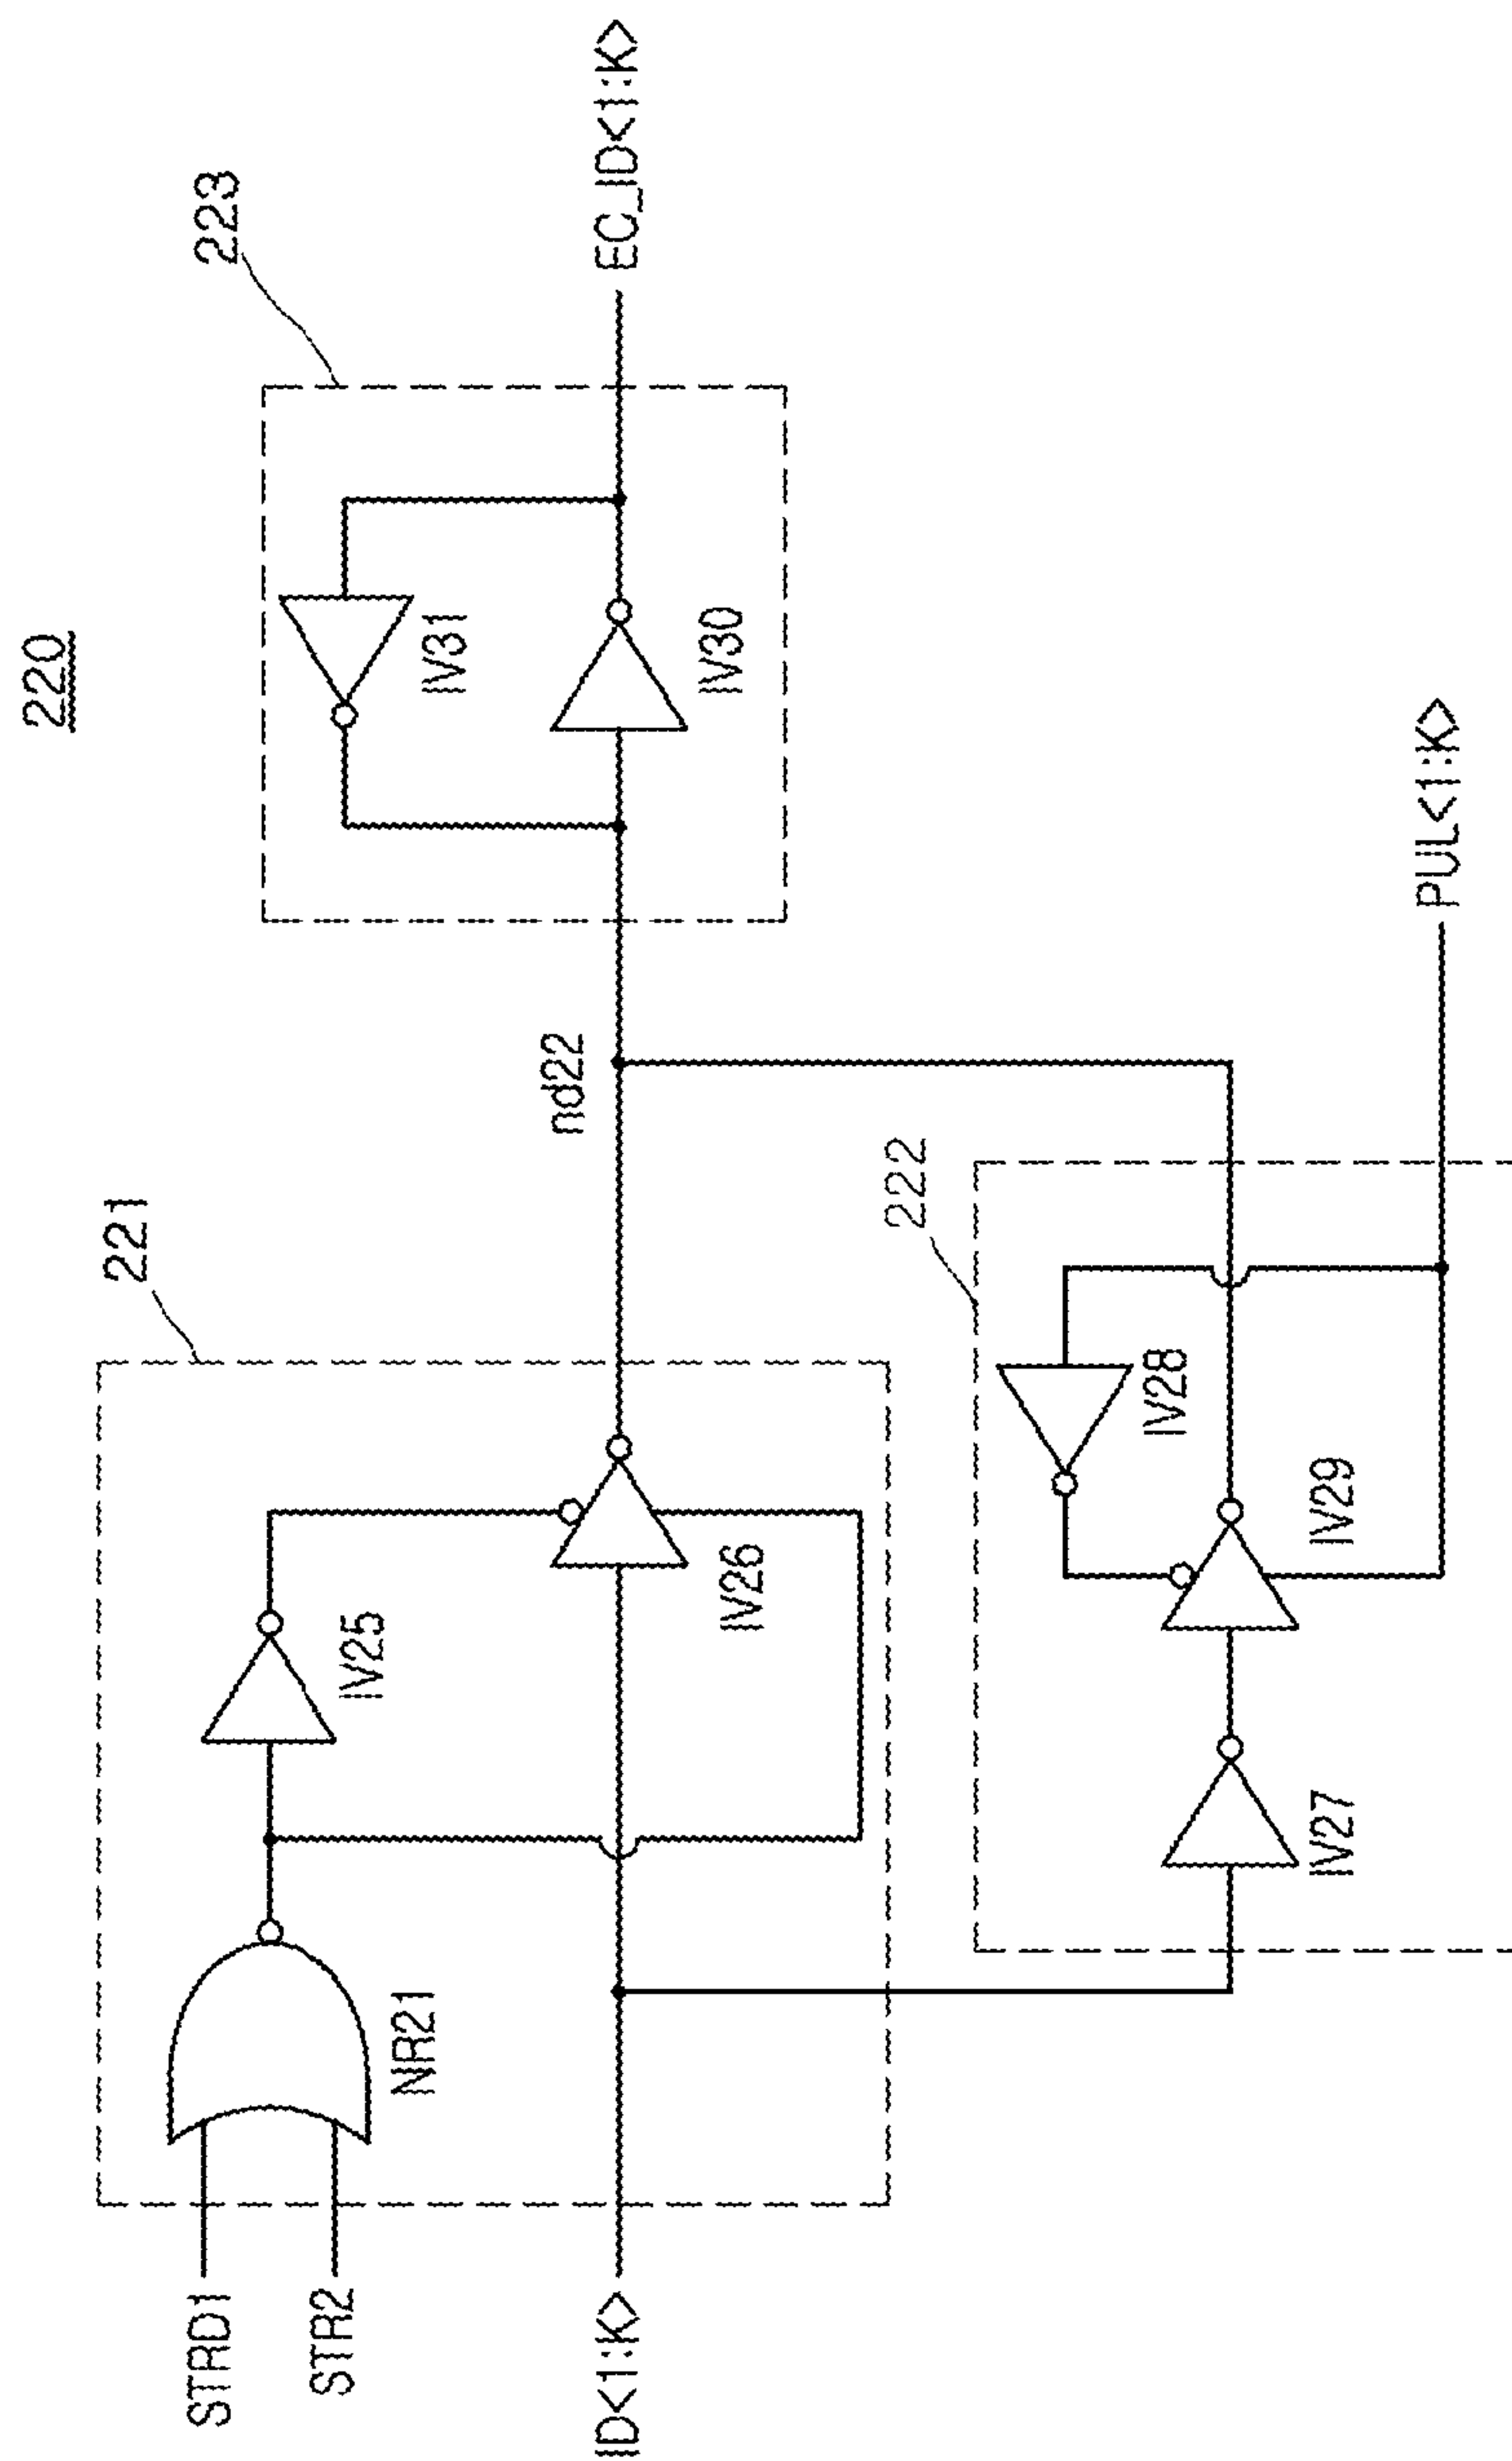 220
223
EC_ID<1:K>
IV31
IV30
221
nd22
STRD1
STR2
NR21
IV25
IV26
ID<1:K>
222
IV28
IV27
IV29
PUL<1:K>